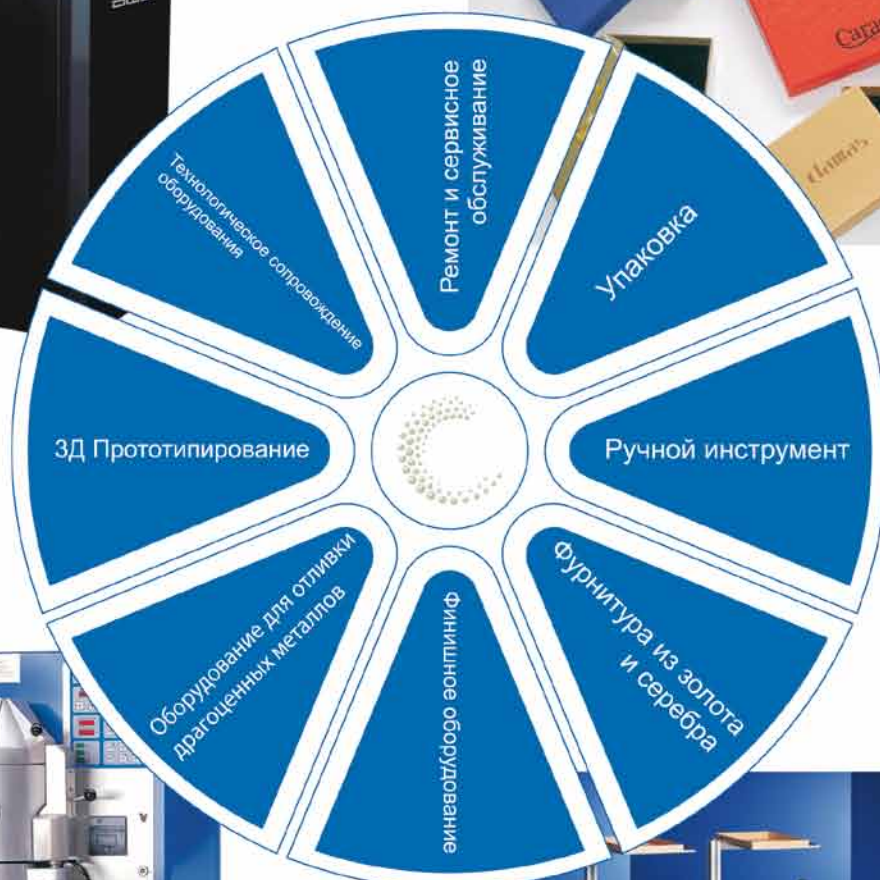 Ремонт и сервисное
обслуживание
Упаковка
Ручной инструмент
Фурнитура из золота
и серебра
Финишное оборудование
Оборудование для отливки
драгоценных металлов
3Д Прототипирование
Технологическое сопровождение
оборудования
damas